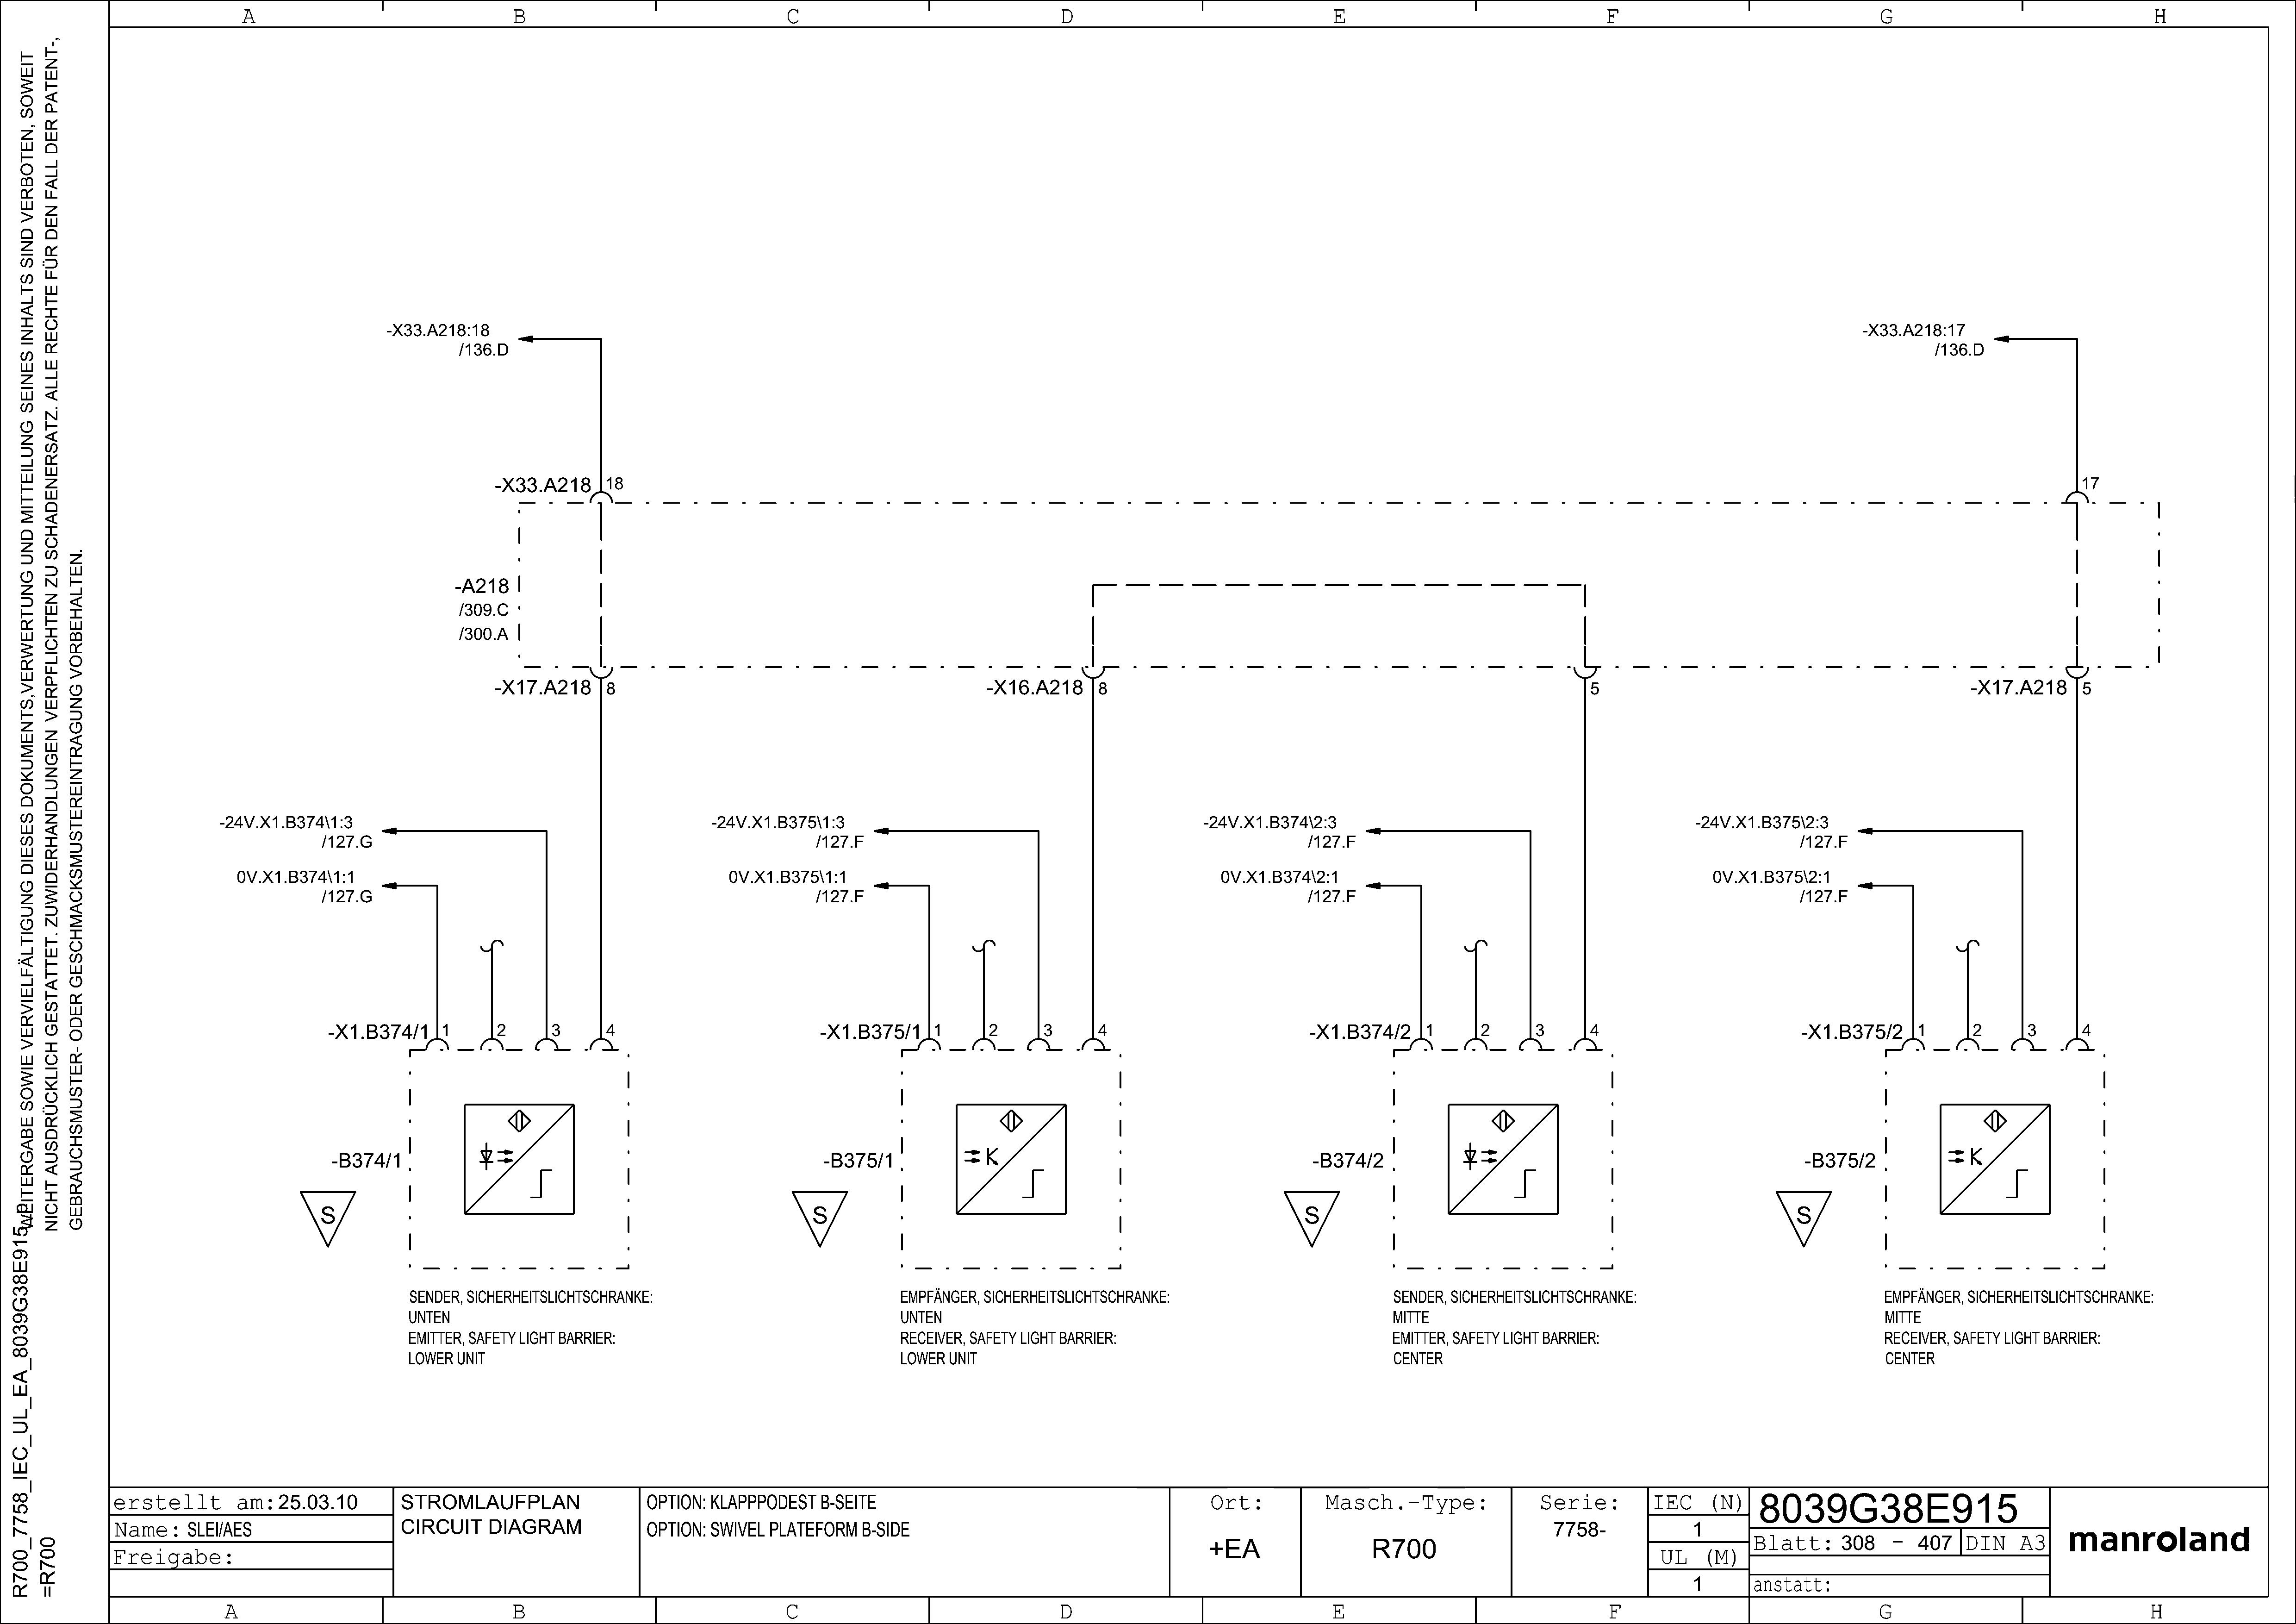 A B C D E F G H
WEITERGABE SOWIE VERVIELFÄLTIGUNG DIESES DOKUMENTS,VERWERTUNG UND MITTEILUNG SEINES INHALTS SIND VERBOTEN, SOWEIT
NICHT AUSDRÜCKLICH GESTATTET. ZUWIDERHANDLUNGEN VERPFLICHTEN ZU SCHADENERSATZ. ALLE RECHTE FÜR DEN FALL DER PATENT-,
GEBRAUCHSMUSTER- ODER GESCHMACKSMUSTEREINTRAGUNG VORBEHALTEN.
R700_7758_IEC_UL_EA_8039G38E915_
=R700
-X33.A218:18
/136.D
-X33.A218:17
/136.D
-X33.A218 18
17
-A218
/309.C
/300.A
-X17.A218 8
-X16.A218 8
5
-X17.A218 5
-24V.X1.B374\1:3
/127.G
0V.X1.B374\1:1
/127.G
-24V.X1.B375\1:3
/127.F
0V.X1.B375\1:1
/127.F
-24V.X1.B374\2:3
/127.F
0V.X1.B374\2:1
/127.F
-24V.X1.B375\2:3
/127.F
0V.X1.B375\2:1
/127.F
-X1.B374/1 1 2 3 4
-X1.B375/1 1 2 3 4
-X1.B374/2 1 2 3 4
-X1.B375/2 1 2 3 4
-B374/1
S
-B375/1
S
-B374/2
S
-B375/2
S
SENDER, SICHERHEITSLICHTSCHRANKE:
UNTEN
EMITTER, SAFETY LIGHT BARRIER:
LOWER UNIT
EMPFÄNGER, SICHERHEITSLICHTSCHRANKE:
UNTEN
RECEIVER, SAFETY LIGHT BARRIER:
LOWER UNIT
SENDER, SICHERHEITSLICHTSCHRANKE:
MITTE
EMITTER, SAFETY LIGHT BARRIER:
CENTER
EMPFÄNGER, SICHERHEITSLICHTSCHRANKE:
MITTE
RECEIVER, SAFETY LIGHT BARRIER:
CENTER
erstellt am: 25.03.10
Name: SLEI/AES
Freigabe:
STROMLAUFPLAN
CIRCUIT DIAGRAM
OPTION: KLAPPPODEST B-SEITE
OPTION: SWIVEL PLATEFORM B-SIDE
Ort:
+EA
Masch.-Type:
R700
Serie:
7758-
IEC (N)
1
UL (M)
1
8039G38E915
Blatt: 308 - 407 DIN A3
anstatt:
manroland
A B C D E F G H